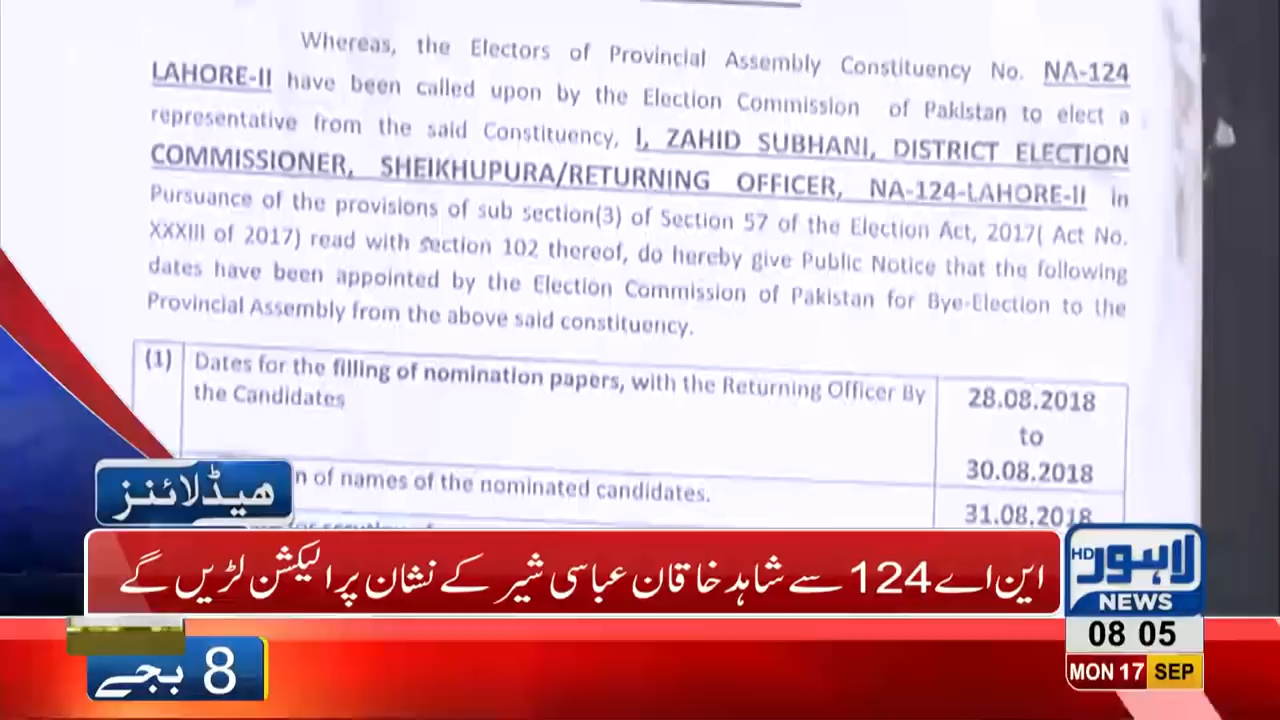 Whereas, the Electors of Provincial Assembly Constituency No. NA-124
LAHORE-II have been called upon by the Election Commission of Pakistan to elect a
representative from the said Constituency, I, ZAHID SUBHANI, DISTRICT ELECTION
COMMISSIONER, SHEIKHUPURA/RETURNING OFFICER, NA-124-LAHORE-II in
Pursuance of the provisions of sub section(3) of Section 57 of the Election Act, 2017( Act No.
XXXIII of 2017) read with section 102 thereof, do hereby give Public Notice that the following
dates have been appointed by the Election Commission of Pakistan for Bye-Election to the
Provincial Assembly from the above said constituency.
(1) Dates for the filling of nomination papers, with the Returning Officer By
the Candidates
28.08.2018
to
30.08.2018
n of names of the nominated candidates.
31.08.2018
ھیڈلائنز
این اے 124 سے شاہد خاقان عباسی شیر کے نشان پر الیکشن لڑیں گے
HD لاہور
NEWS
08 05
MON 17 SEP
8 بجے